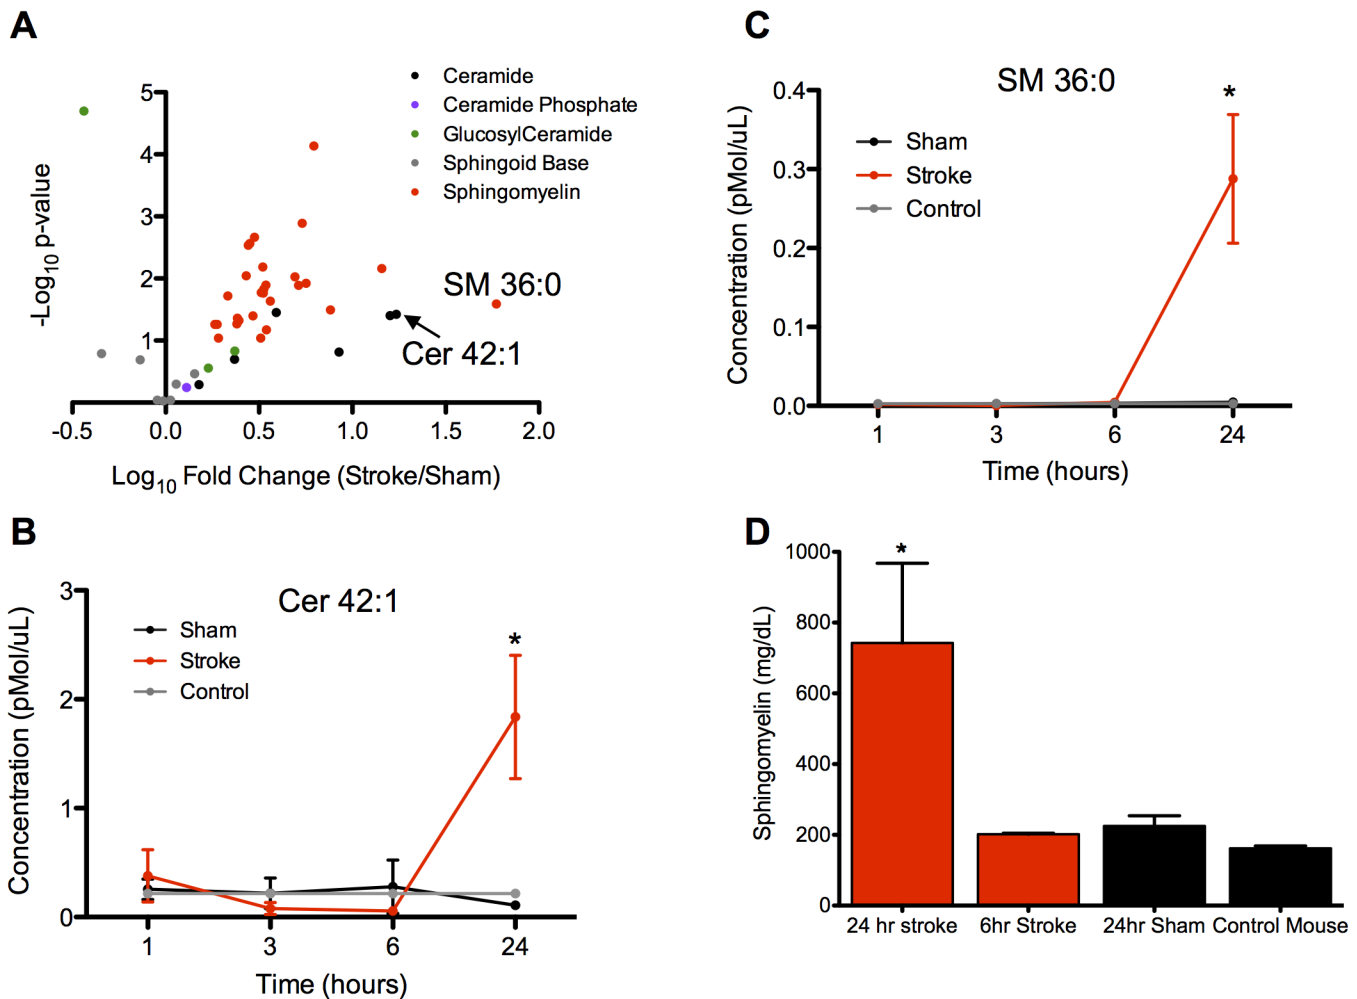 A
Ceramide
Ceramide Phosphate
GlucosylCeramide
Sphingoid Base
Sphingomyelin
5
4
3
2
1
-Log10 p-value
SM 36:0
Cer 42:1
-0.5 0.0 0.5 1.0 1.5 2.0
Log10 Fold Change (Stroke/Sham)
C
SM 36:0
*
Sham
Stroke
Control
0.4
0.3
0.2
0.1
0.0
Concentration (pMol/uL)
1 3 6 24
Time (hours)
B
Cer 42:1
Sham
Stroke
Control
*
3
2
1
0
Concentration (pMol/uL)
1 3 6 24
Time (hours)
D
*
1000
800
600
400
200
0
Sphingomyelin (mg/dL)
24 hr stroke 6hr Stroke 24hr Sham Control Mouse